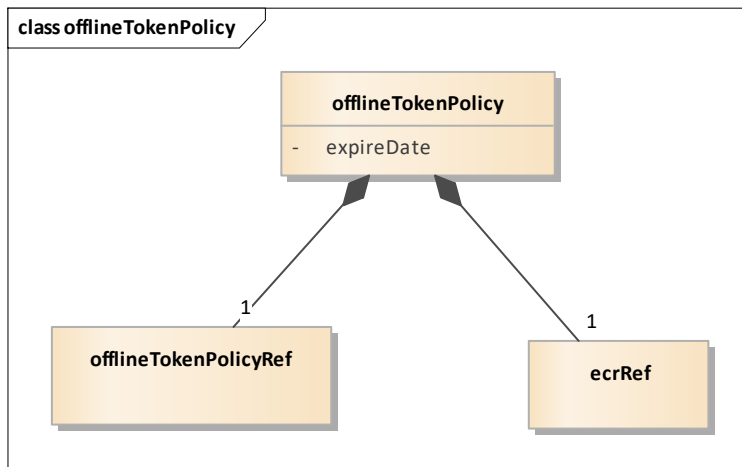 class offlineTokenPolicy
offlineTokenPolicy
- expireDate
1
1
offlineTokenPolicyRef
ecrRef